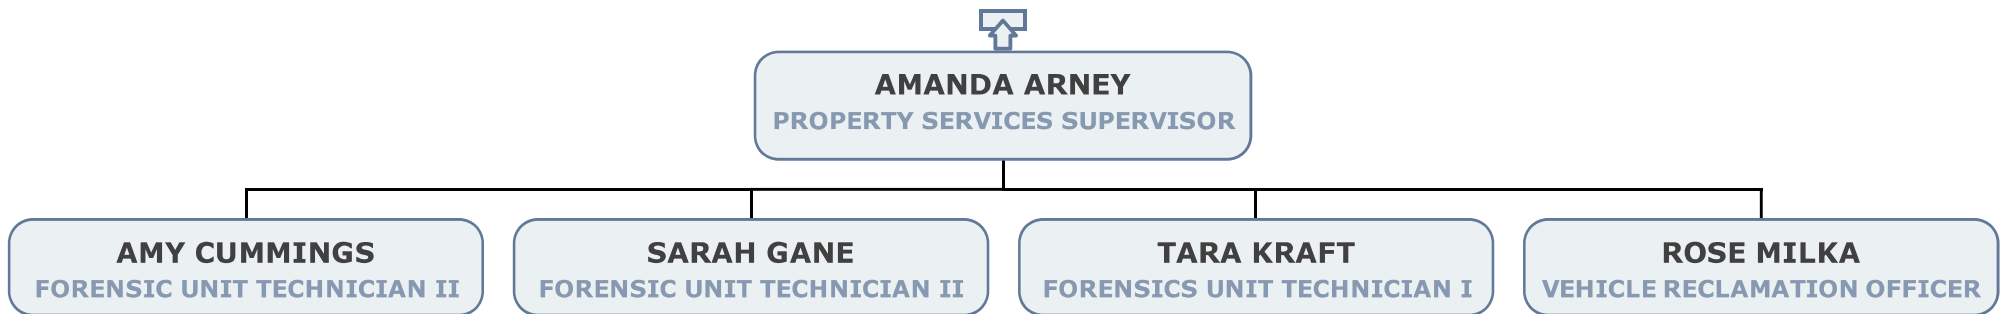 AMANDA ARNEY
PROPERTY SERVICES SUPERVISOR
AMY CUMMINGS
FORENSIC UNIT TECHNICIAN II
SARAH GANE
FORENSIC UNIT TECHNICIAN II
TARA KRAFT
FORENSICS UNIT TECHNICIAN I
ROSE MILKA
VEHICLE RECLAMATION OFFICER